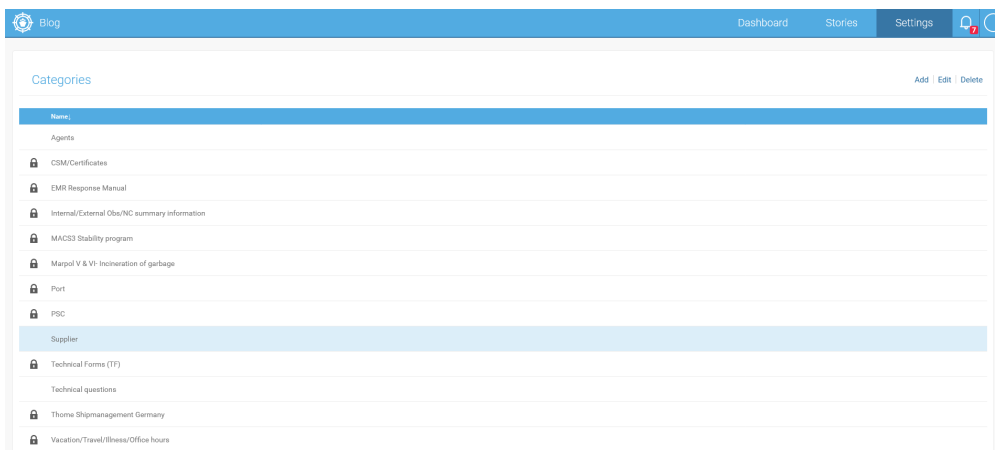 Blog
Dashboard
Stories
Settings
7
Categories
Add
Edit
Delete
Name↓
Agents
CSM/Certificates
EMR Response Manual
Internal/External Obs/NC summary information
MACS3 Stability program
Marpol V & VI- Incineration of garbage
Port
PSC
Supplier
Technical Forms (TF)
Technical questions
Thome Shipmanagement Germany
Vacation/Travel/Illness/Office hours